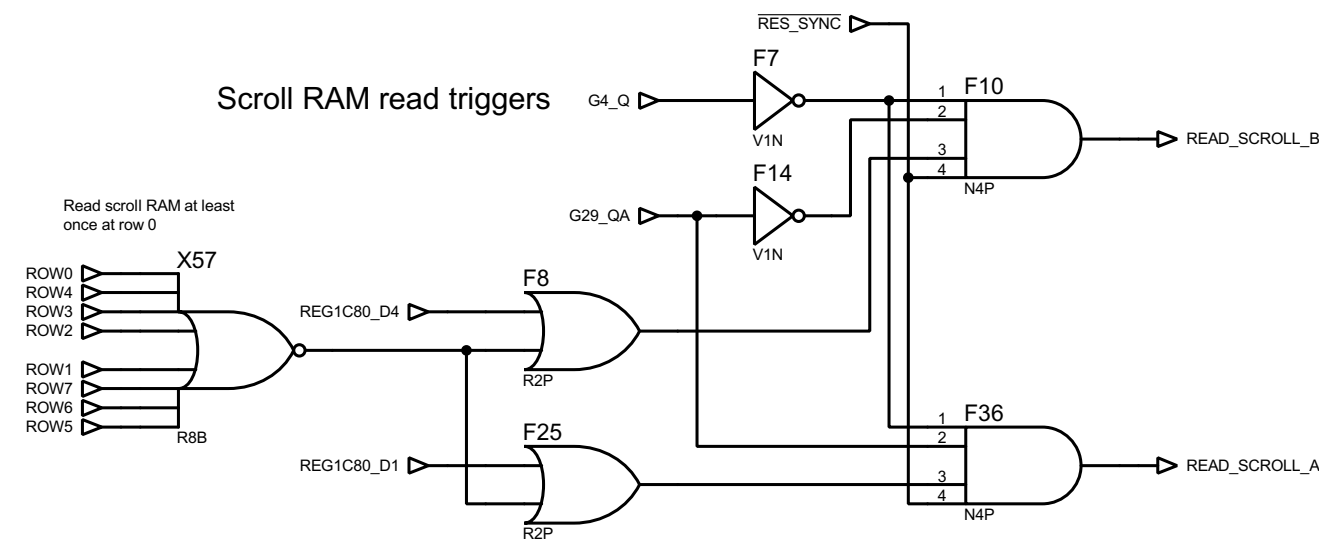 RES_SYNC
F7
F10
Scroll RAM read triggers
G4_Q
1
2
3
4
READ_SCROLL_B
V1N
N4P
F14
Read scroll RAM at least
once at row 0
G29_QA
V1N
X57
ROW0
ROW4
ROW3
ROW2
ROW1
ROW7
ROW6
ROW5
R8B
F8
REG1C80_D4
R2P
F25
REG1C80_D1
R2P
F36
1
2
3
4
READ_SCROLL_A
N4P